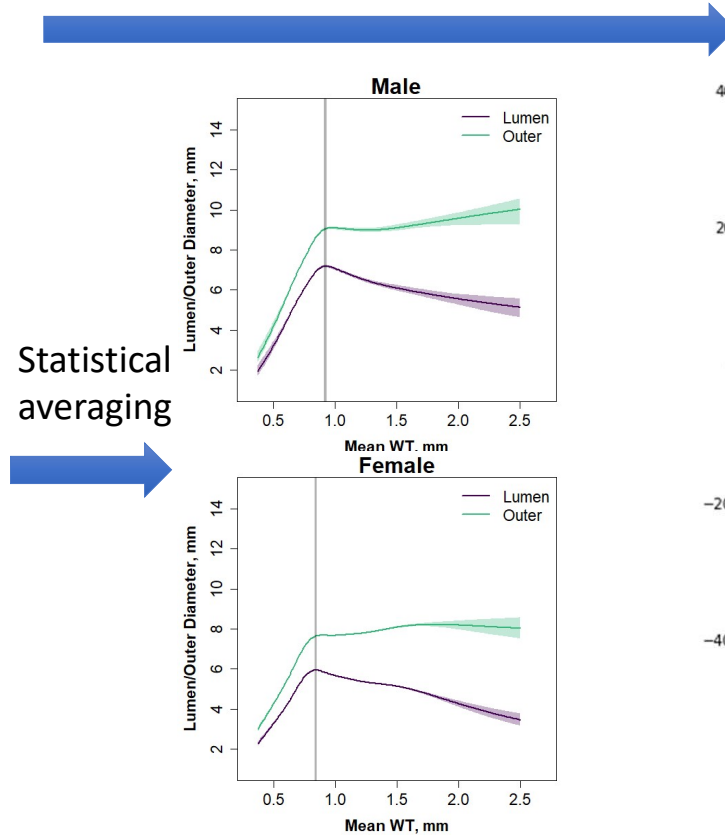 Male
Lumen
Outer
Lumen/Outer Diameter, mm
14
12
10
8
6
4
2
0.5 1.0 1.5 2.0 2.5
Mean WT, mm
Statistical
averaging
Female
Lumen
Outer
Lumen/Outer Diameter, mm
14
12
10
8
6
4
2
0.5 1.0 1.5 2.0 2.5
Mean WT, mm